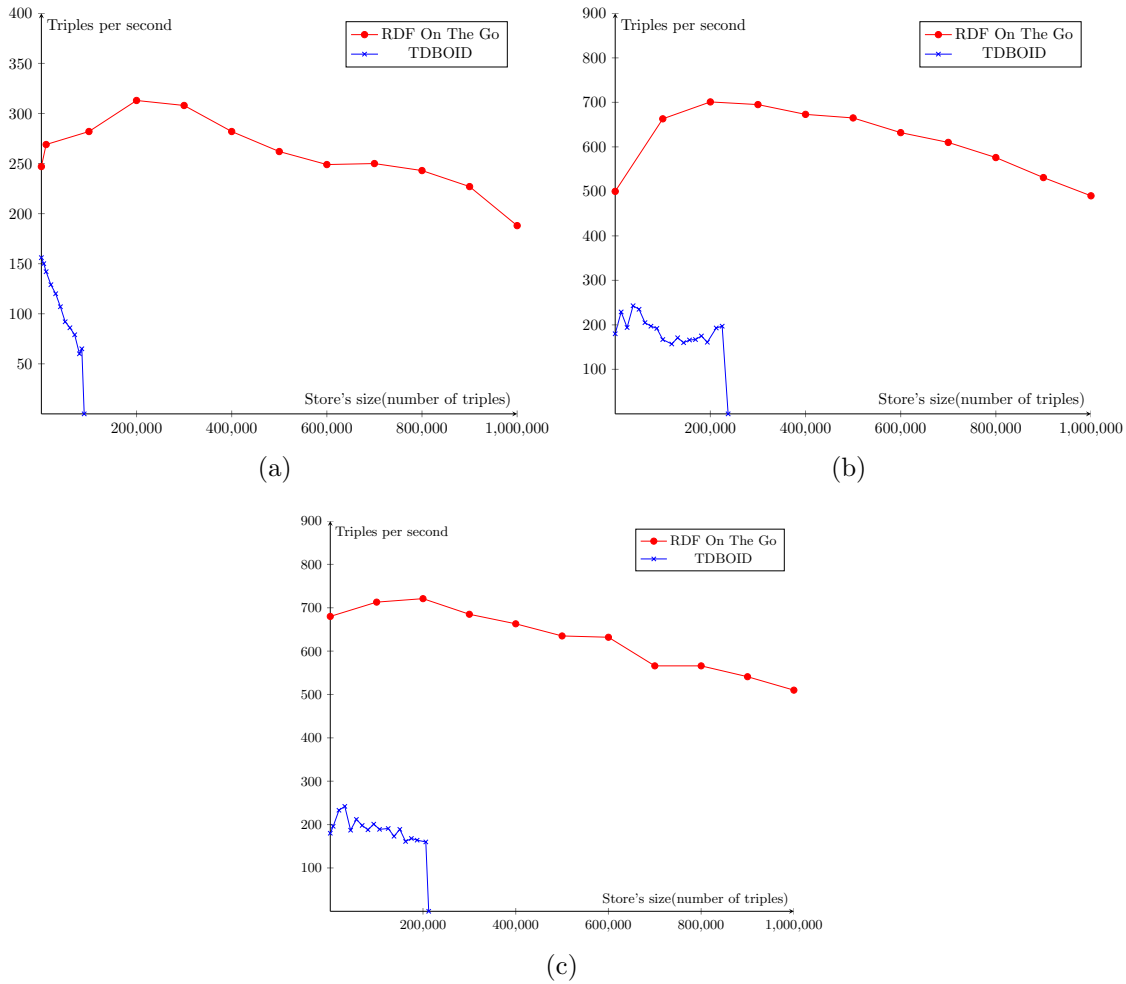 400
350
300
250
200
150
100
50
Triples per second
RDF On The Go
TDBOID
Store's size(number of triples)
200,000 400,000 600,000 800,000 1,000,000
(a)
900
800
700
600
500
400
300
200
100
Triples per second
RDF On The Go
TDBOID
Store's size(number of triples)
200,000 400,000 600,000 800,000 1,000,000
(b)
900
800
700
600
500
400
300
200
100
Triples per second
RDF On The Go
TDBOID
Store's size(number of triples)
200,000 400,000 600,000 800,000 1,000,000
(c)